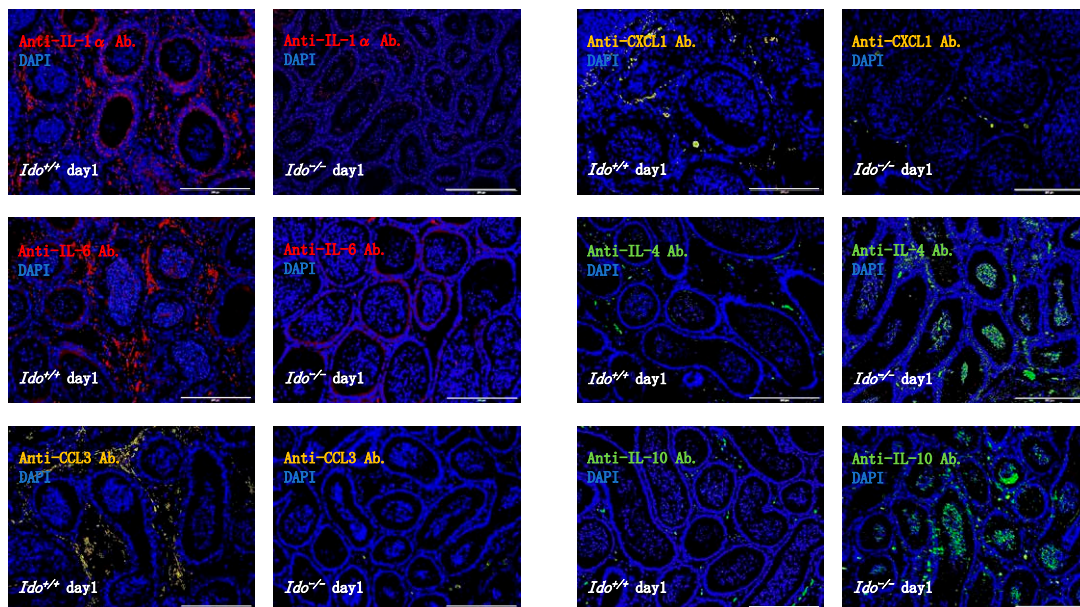 Anti-IL-1α Ab.
DAPI
Ido+/+ day1
Anti-IL-1α Ab.
DAPI
Ido-/- day1
Anti-CXCL1 Ab.
DAPI
Ido+/+ day1
Anti-CXCL1 Ab.
DAPI
Ido-/- day1
Anti-IL-6 Ab.
DAPI
Ido+/+ day1
Anti-IL-6 Ab.
DAPI
Ido-/- day1
Anti-IL-4 Ab.
DAPI
Ido+/+ day1
Anti-IL-4 Ab.
DAPI
Ido-/- day1
Anti-CCL3 Ab.
DAPI
Ido+/+ day1
Anti-CCL3 Ab.
DAPI
Ido-/- day1
Anti-IL-10 Ab.
DAPI
Ido+/+ day1
Anti-IL-10 Ab.
DAPI
Ido-/- day1